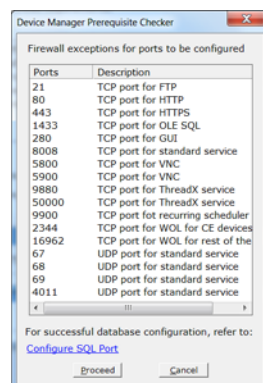 Device Manager Prerequisite Checker
Firewall exceptions for ports to be configured
Ports Description
21 TCP port for FTP
80 TCP port for HTTP
443 TCP port for HTTPS
1433 TCP port for OLE SQL
280 TCP port for GUI
8008 TCP port for standard service
5800 TCP port for VNC
5900 TCP port for VNC
9880 TCP port for ThreadX service
50000 TCP port for ThreadX service
9900 TCP port fot recurring scheduler
2344 TCP port for WOL for CE devices
16962 TCP port for WOL for rest of the
67 UDP port for standard service
68 UDP port for standard service
69 UDP port for standard service
4011 UDP port for standard service
For successful database configuration, refer to:
Configure SQL Port
Proceed Cancel